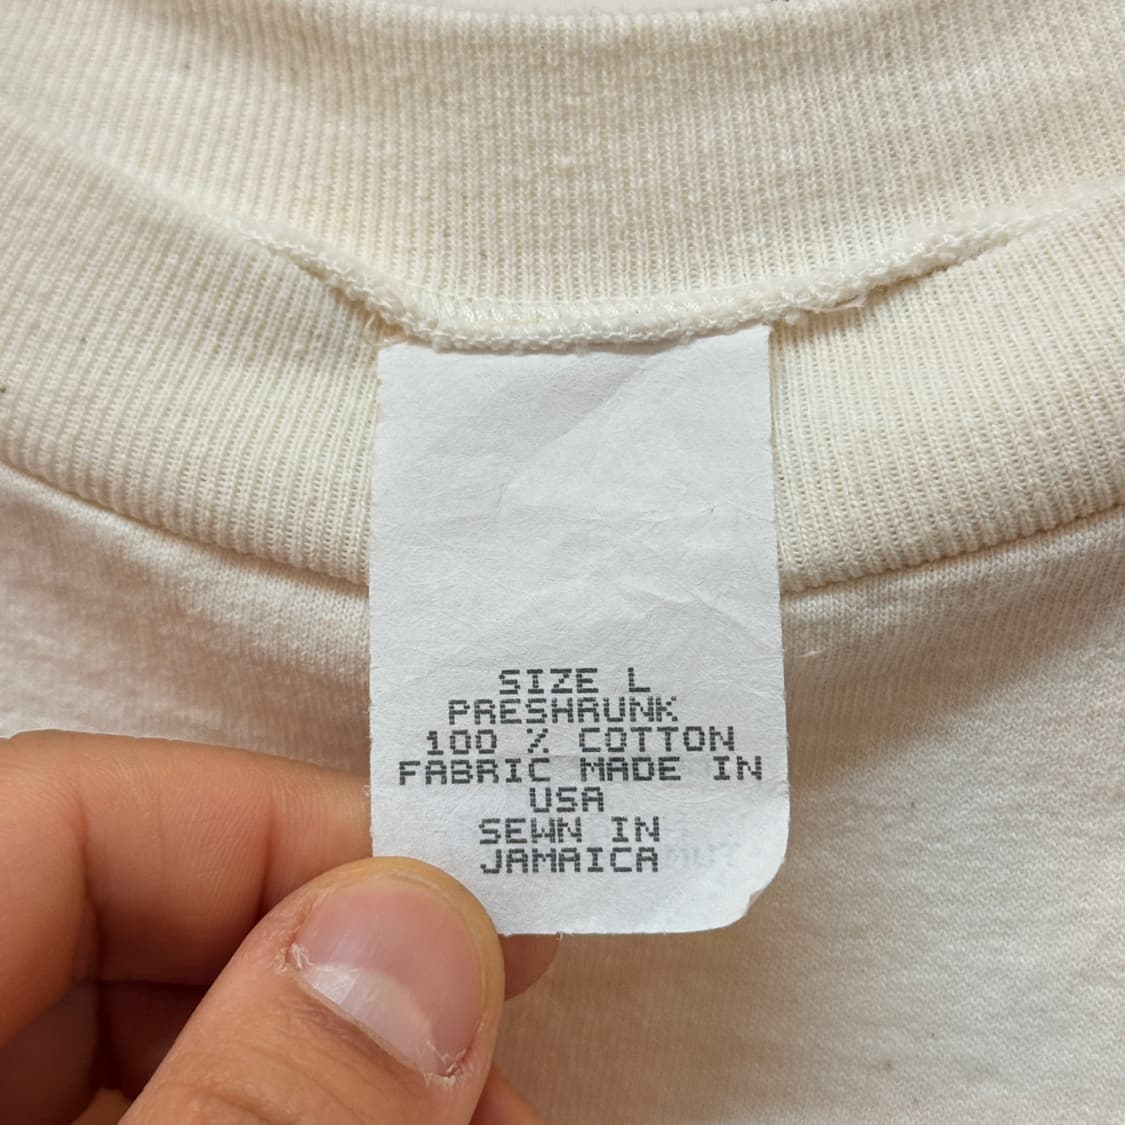 SIZE L
PRESHRUNK
100 % COTTON
FABRIC MADE IN
USA
SEWN IN
JAMAICA